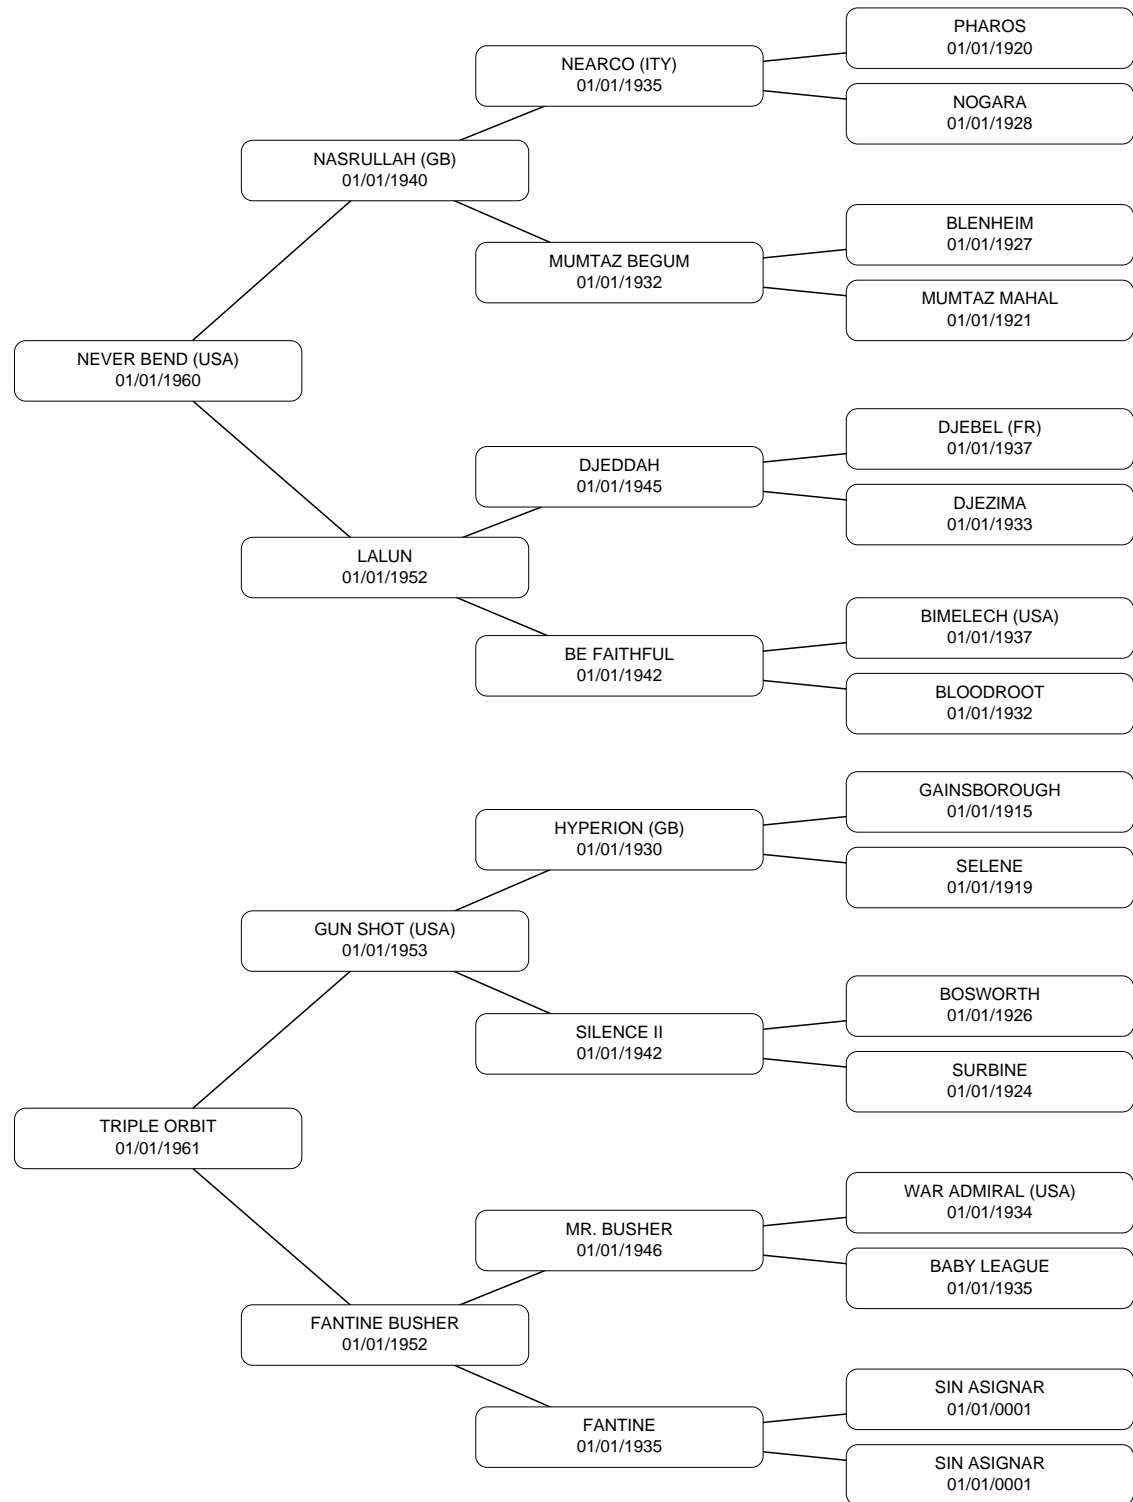 PHAROS
01/01/1920
NEARCO (ITY)
01/01/1935
NOGARA
01/01/1928
NASRULLAH (GB)
01/01/1940
BLENHEIM
01/01/1927
MUMTAZ BEGUM
01/01/1932
MUMTAZ MAHAL
01/01/1921
NEVER BEND (USA)
01/01/1960
DJEBEL (FR)
01/01/1937
DJEDDAH
01/01/1945
DJEZIMA
01/01/1933
LALUN
01/01/1952
BIMELECH (USA)
01/01/1937
BE FAITHFUL
01/01/1942
BLOODROOT
01/01/1932
GAINSBOROUGH
01/01/1915
HYPERION (GB)
01/01/1930
SELENE
01/01/1919
GUN SHOT (USA)
01/01/1953
BOSWORTH
01/01/1926
SILENCE II
01/01/1942
SURBINE
01/01/1924
TRIPLE ORBIT
01/01/1961
WAR ADMIRAL (USA)
01/01/1934
MR. BUSHER
01/01/1946
BABY LEAGUE
01/01/1935
FANTINE BUSHER
01/01/1952
SIN ASIGNAR
01/01/0001
FANTINE
01/01/1935
SIN ASIGNAR
01/01/0001